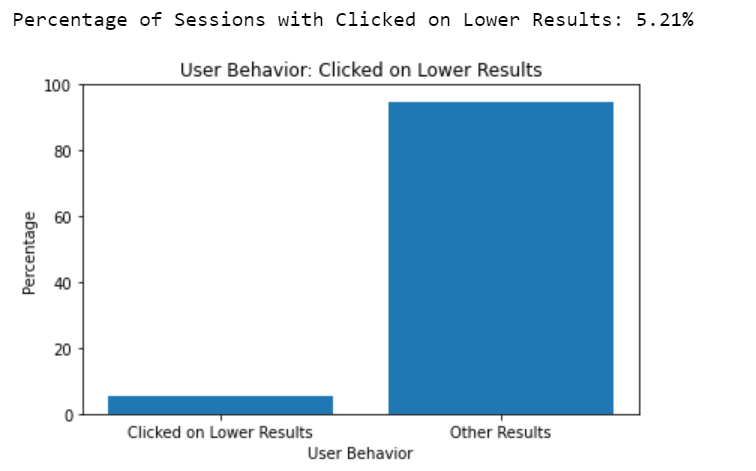 Percentage of Sessions with Clicked on Lower Results: 5.21%
User Behavior: Clicked on Lower Results
100
80
60
40
20
0
Percentage
Clicked on Lower Results
Other Results
User Behavior